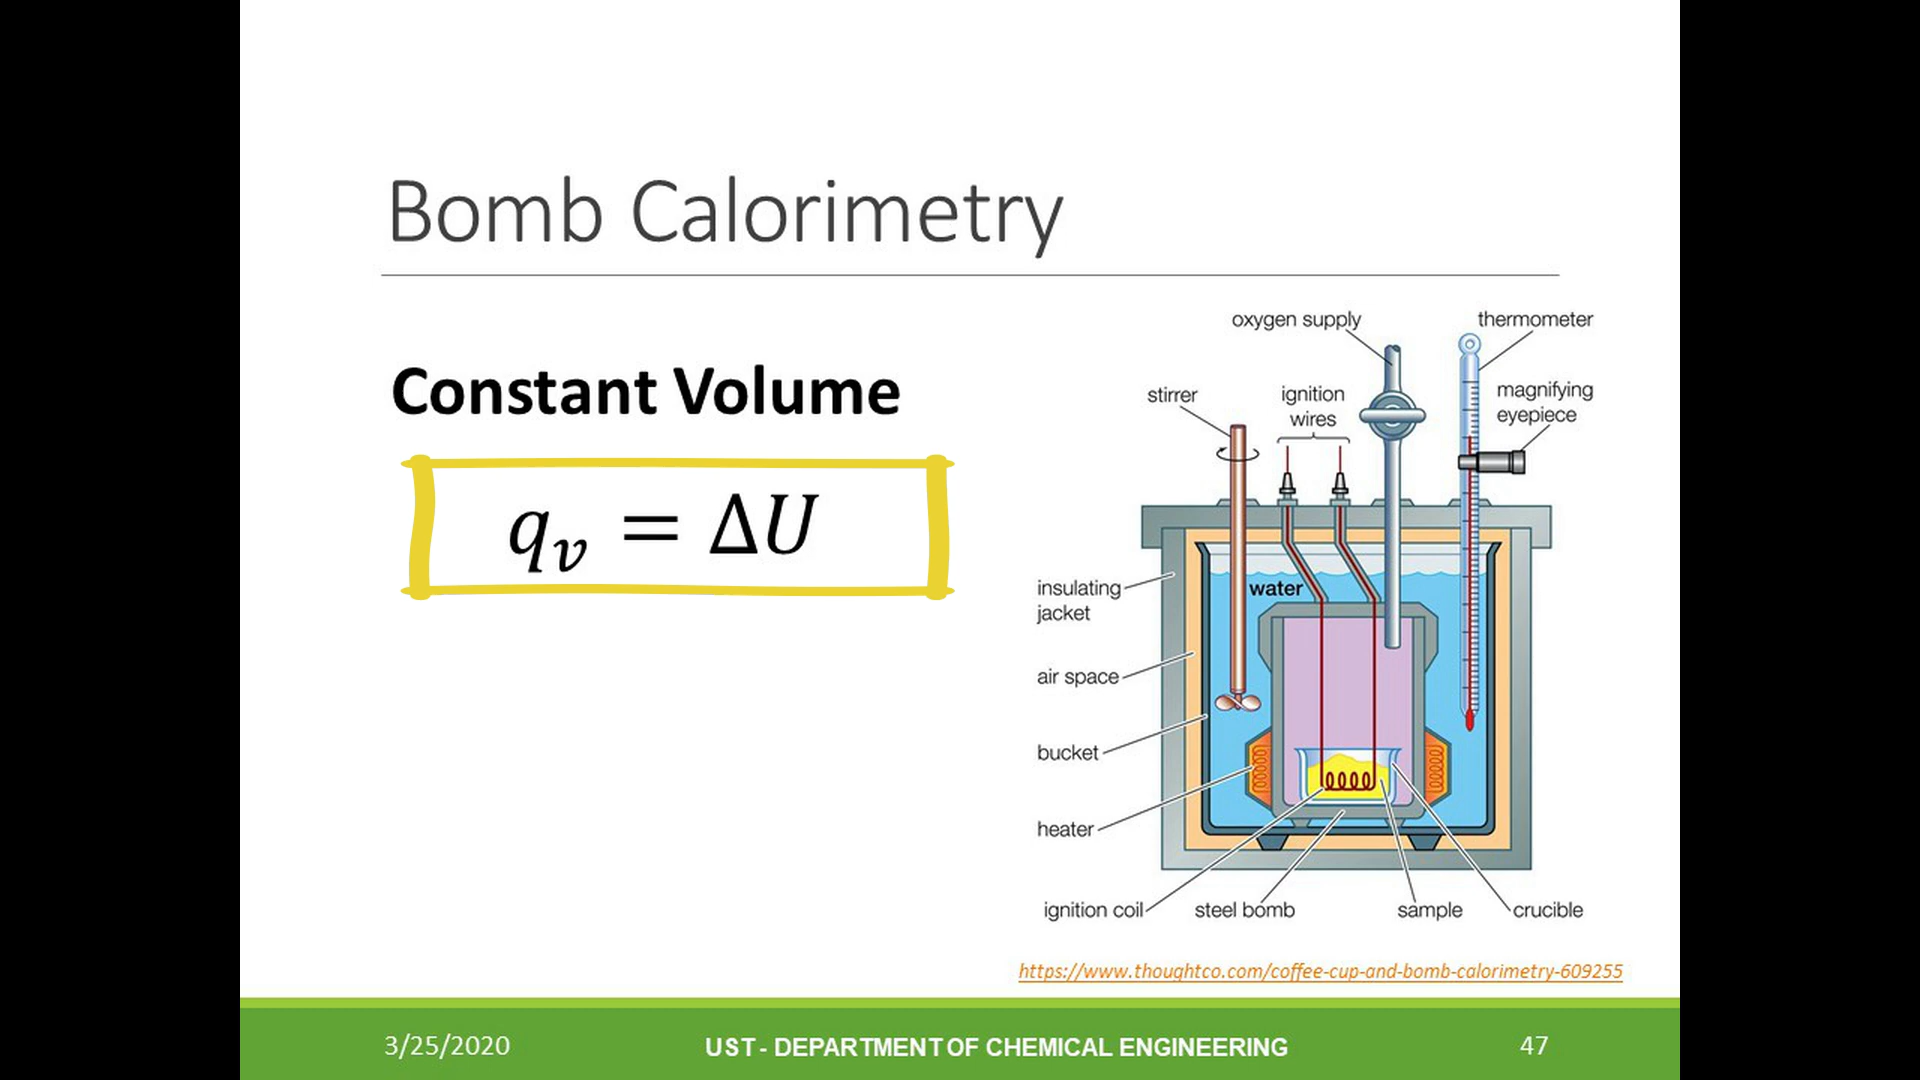 Bomb Calorimetry
Constant Volume
q_v = ΔU
oxygen supply
thermometer
stirrer
ignition
wires
magnifying
eyepiece
insulating
jacket
water
air space
bucket
heater
ignition coil
steel bomb
sample
crucible
https://www.thoughtco.com/coffee-cup-and-bomb-calorimetry-609255
3/25/2020
UST - DEPARTMENT OF CHEMICAL ENGINEERING
47